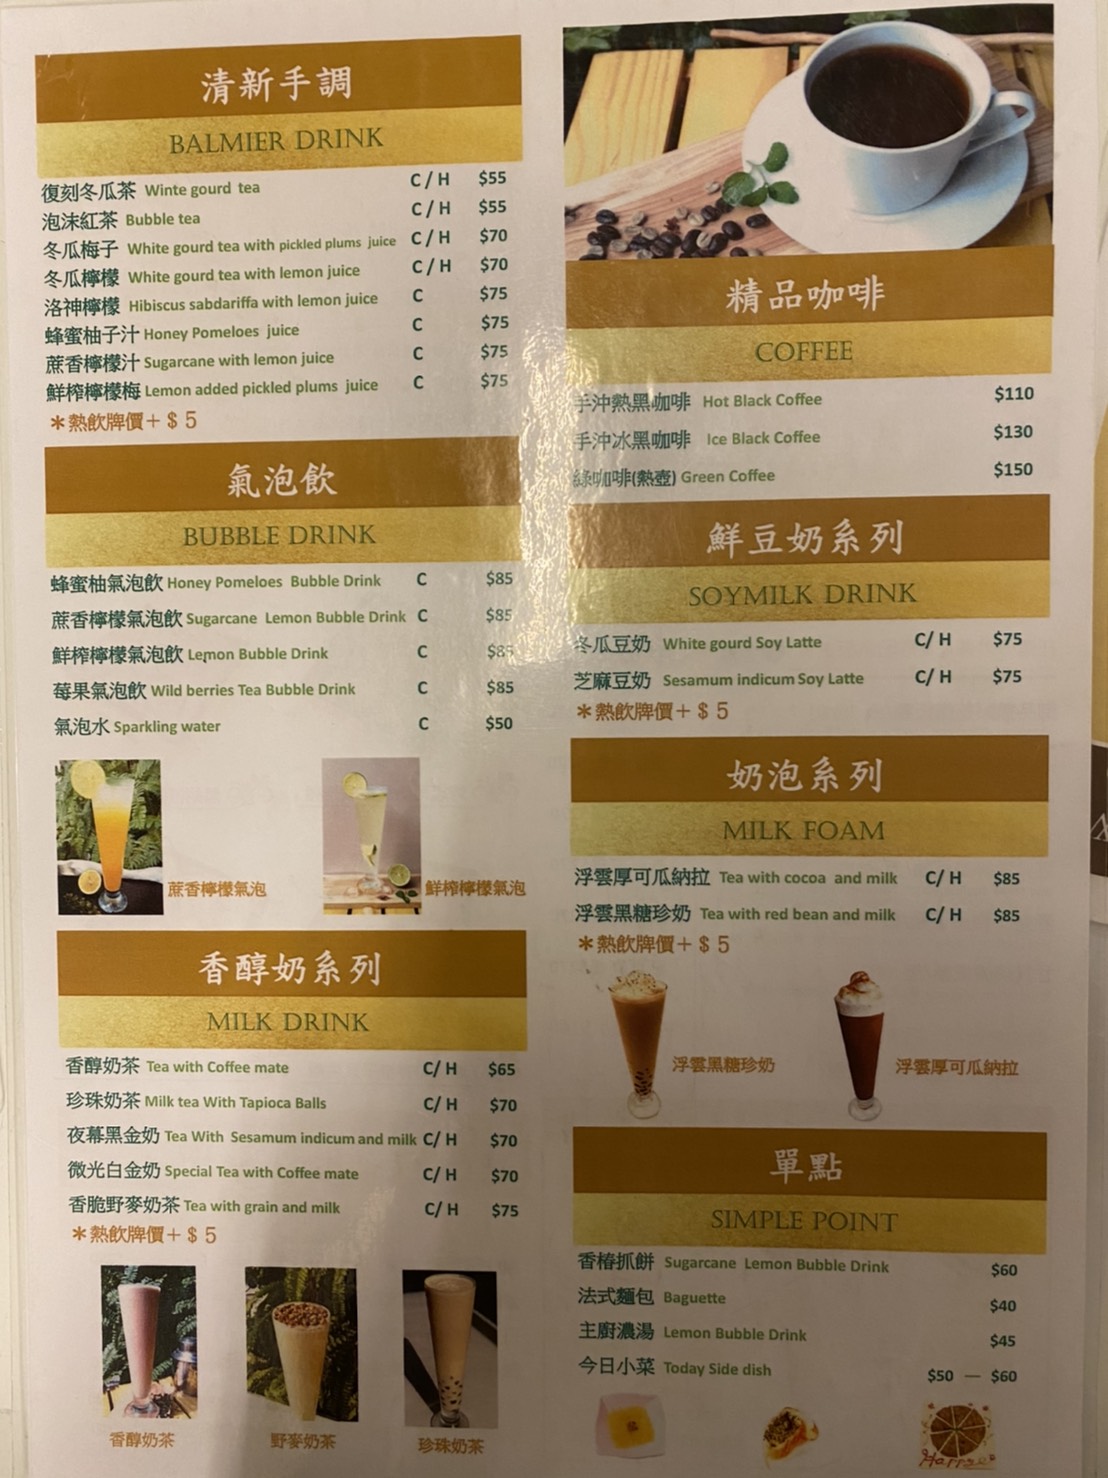 清新手調
BALMIER DRINK
復刻冬瓜茶 Winte gourd tea C / H $55
泡沫紅茶 Bubble tea C / H $55
冬瓜梅子 White gourd tea with pickled plums juice C / H $70
冬瓜檸檬 White gourd tea with lemon juice C / H $70
洛神檸檬 Hibiscus sabdariffa with lemon juice C $75
蜂蜜柚子汁 Honey Pomeloes juice C $75
蔗香檸檬汁 Sugarcane with lemon juice C $75
鮮榨檸檬梅 Lemon added pickled plums juice C $75
＊熱飲牌價＋＄5
氣泡飲
BUBBLE DRINK
蜂蜜柚氣泡飲 Honey Pomeloes Bubble Drink C $85
蔗香檸檬氣泡飲 Sugarcane Lemon Bubble Drink C $85
鮮榨檸檬氣泡飲 Lemon Bubble Drink C $85
莓果氣泡飲 Wild berries Tea Bubble Drink C $85
氣泡水 Sparkling water C $50
蔗香檸檬氣泡
鮮榨檸檬氣泡
香醇奶系列
MILK DRINK
香醇奶茶 Tea with Coffee mate C/ H $65
珍珠奶茶 Milk tea With Tapioca Balls C/ H $70
夜幕黑金奶 Tea With Sesamum indicum and milk C/ H $70
微光白金奶 Special Tea with Coffee mate C/ H $70
香脆野麥奶茶 Tea with grain and milk C/ H $75
＊熱飲牌價＋＄5
香醇奶茶
野麥奶茶
珍珠奶茶
精品咖啡
COFFEE
手沖熱黑咖啡 Hot Black Coffee $110
手沖冰黑咖啡 Ice Black Coffee $130
綠咖啡(熱壺) Green Coffee $150
鮮豆奶系列
SOYMILK DRINK
冬瓜豆奶 White gourd Soy Latte C/ H $75
芝麻豆奶 Sesamum indicum Soy Latte C/ H $75
＊熱飲牌價＋＄5
奶泡系列
MILK FOAM
浮雲厚可瓜納拉 Tea with cocoa and milk C/ H $85
浮雲黑糖珍奶 Tea with red bean and milk C/ H $85
＊熱飲牌價＋＄5
浮雲黑糖珍奶
浮雲厚可瓜納拉
單點
SIMPLE POINT
香椿抓餅 Sugarcane Lemon Bubble Drink $60
法式麵包 Baguette $40
主廚濃湯 Lemon Bubble Drink $45
今日小菜 Today Side dish $50 — $60